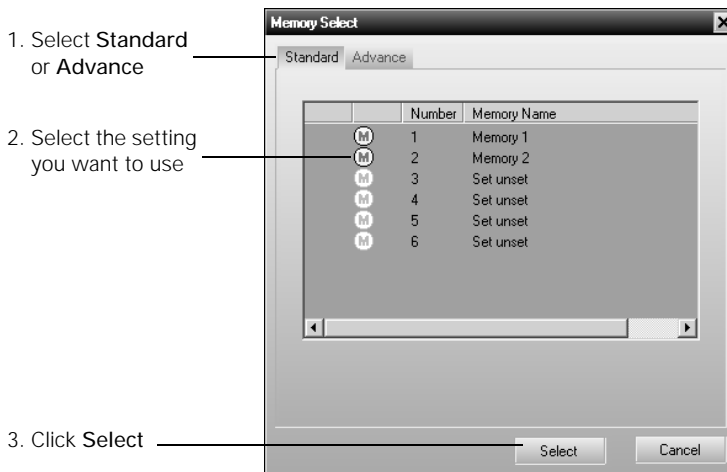 Memory Select
1. Select Standard
or Advance
Standard Advance
Number Memory Name
2. Select the setting
you want to use
M 1 Memory 1
M 2 Memory 2
M 3 Set unset
M 4 Set unset
M 5 Set unset
M 6 Set unset
3. Click Select
Select Cancel